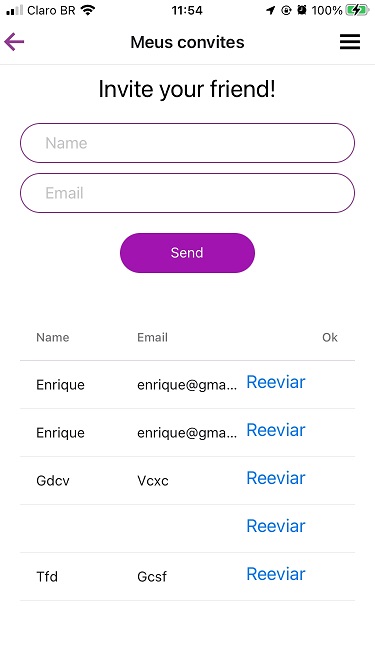 Claro BR 11:54 100%
Meus convites
Invite your friend!
Name
Email
Send
Name Email Ok
Enrique enrique@gma... Reeviar
Enrique enrique@gma... Reeviar
Gdcv Vcxc Reeviar
Reeviar
Tfd Gcsf Reeviar